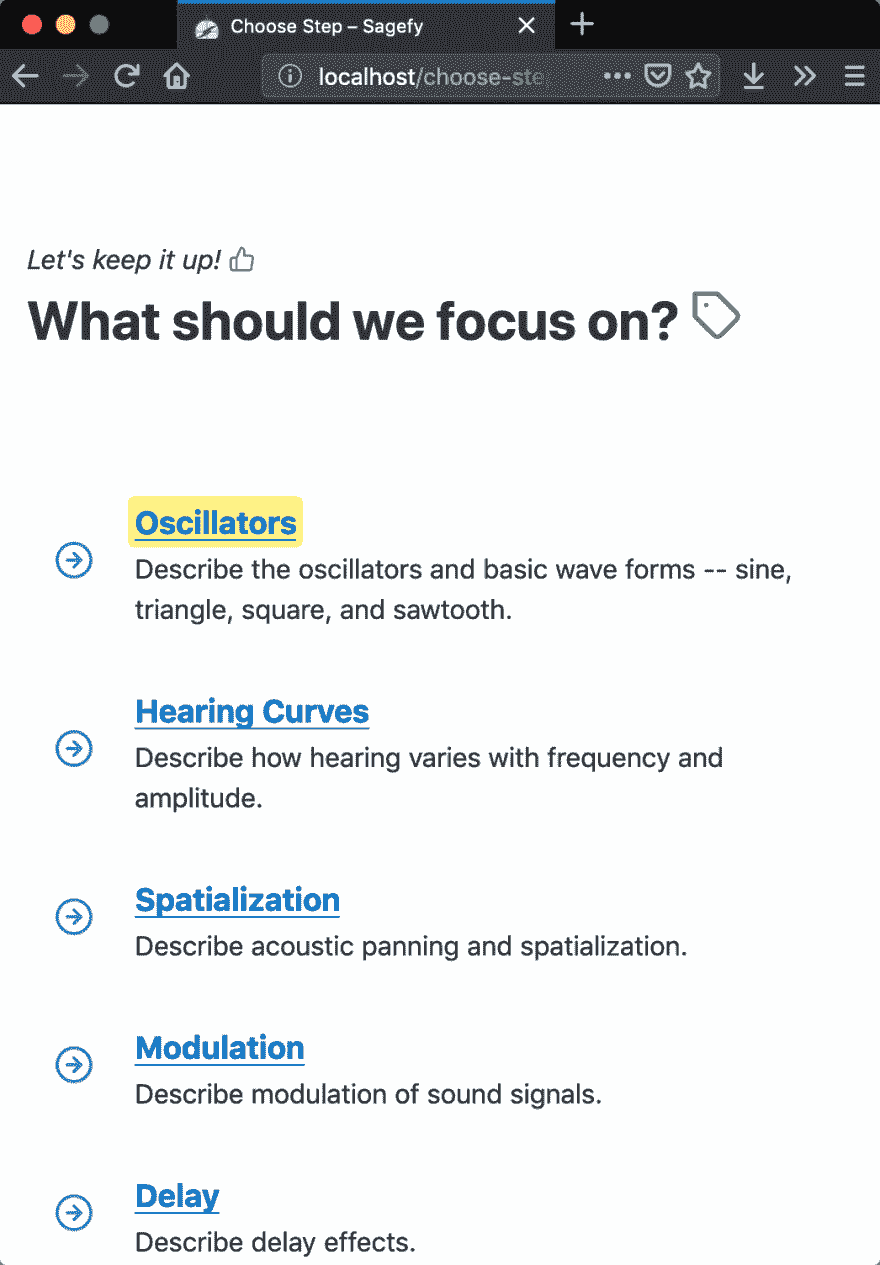 Choose Step – Sagefy
localhost/choose-ste
Let's keep it up!
What should we focus on?
Oscillators
Describe the oscillators and basic wave forms -- sine,
triangle, square, and sawtooth.
Hearing Curves
Describe how hearing varies with frequency and
amplitude.
Spatialization
Describe acoustic panning and spatialization.
Modulation
Describe modulation of sound signals.
Delay
Describe delay effects.